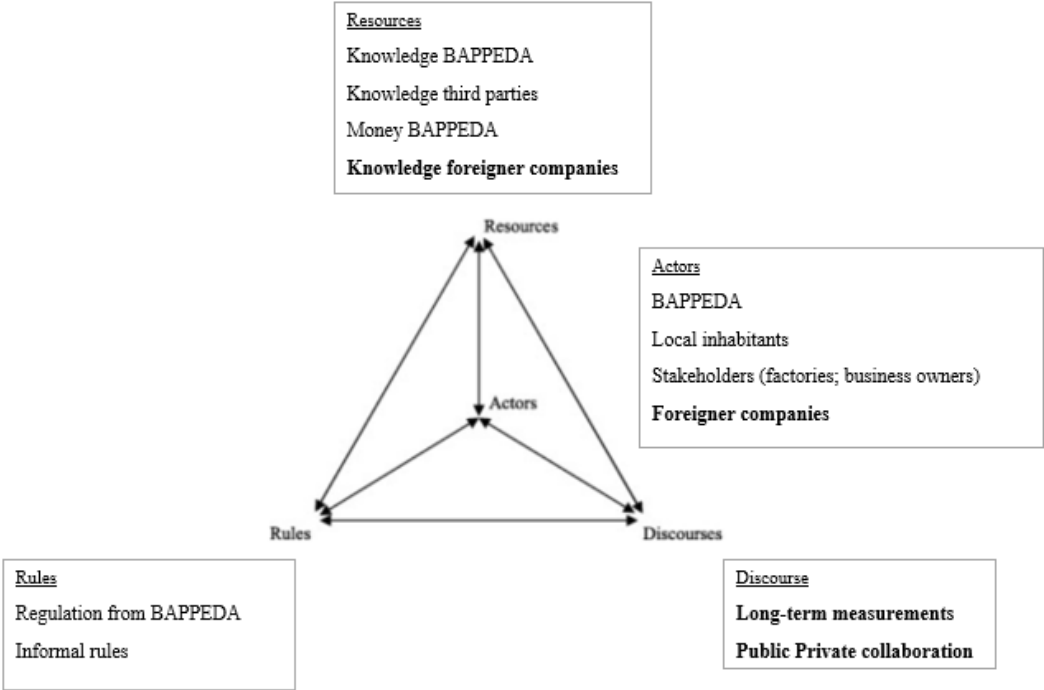 Resources
Knowledge BAPPEDA
Knowledge third parties
Money BAPPEDA
Knowledge foreigner companies
Resources
Actors
BAPPEDA
Local inhabitants
Stakeholders (factories; business owners)
Foreigner companies
Actors
Rules
Discourses
Rules
Regulation from BAPPEDA
Informal rules
Discourse
Long-term measurements
Public Private collaboration